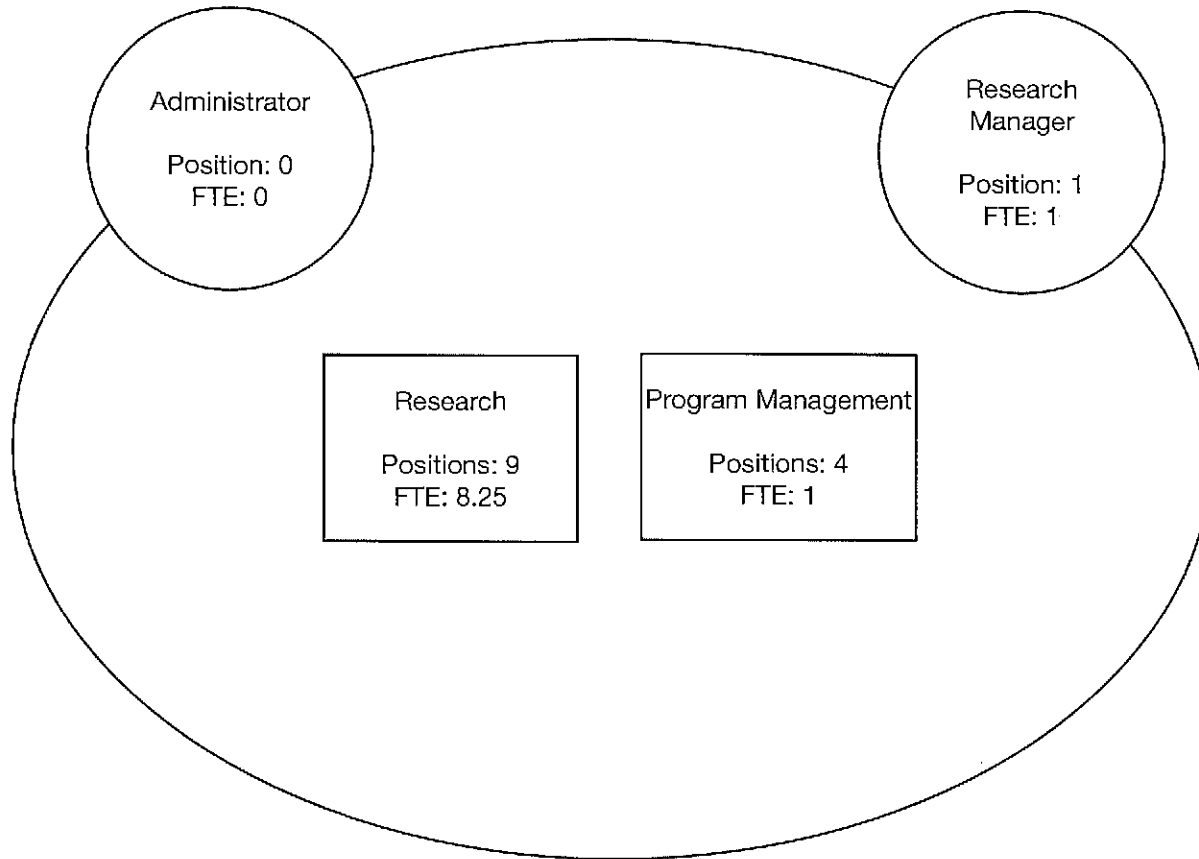 Administrator
Position: 0
FTE: 0
Research
Manager
Position: 1
FTE: 1
Research
Positions: 9
FTE: 8.25
Program Management
Positions: 4
FTE: 1